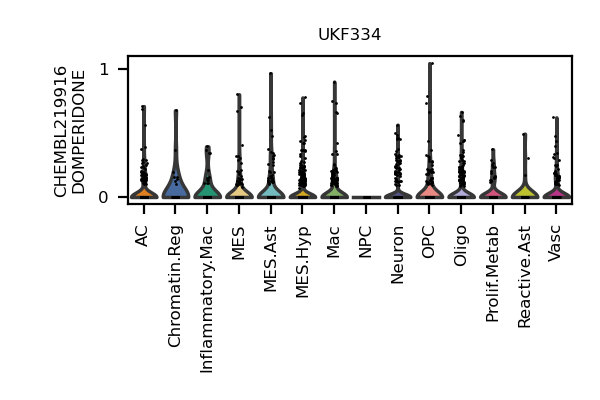 UKF334
CHEMBL219916
DOMPERIDONE
1
0
AC
Chromatin.Reg
Inflammatory.Mac
MES
MES.Ast
MES.Hyp
Mac
NPC
Neuron
OPC
Oligo
Prolif.Metab
Reactive.Ast
Vasc